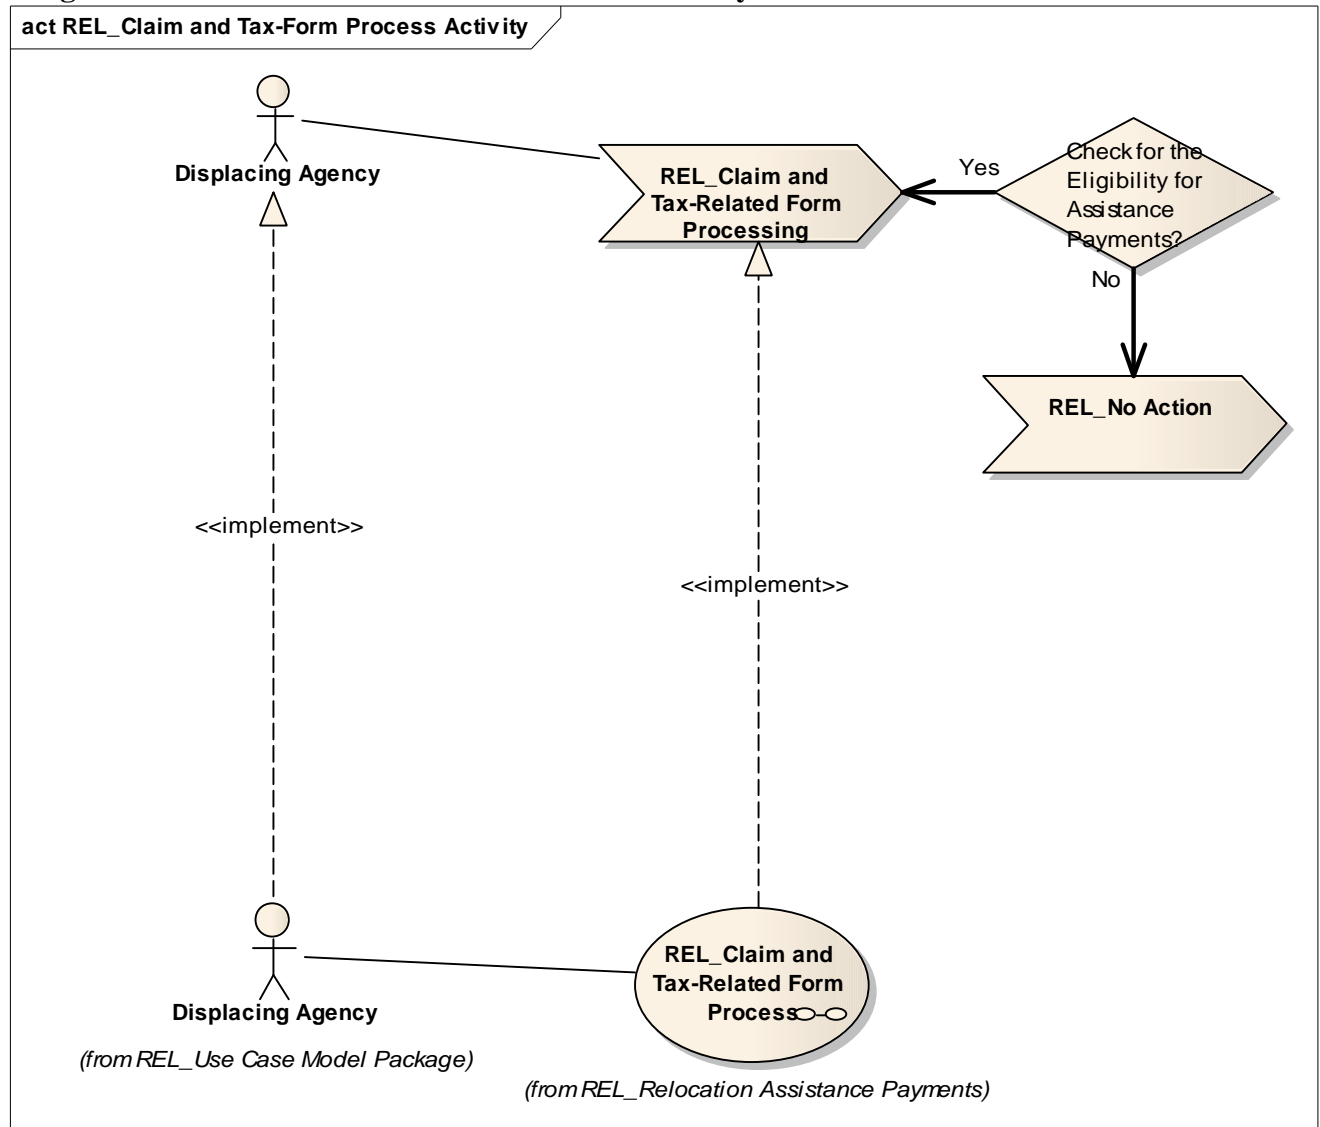 act REL_Claim and Tax-Form Process Activity
Displacing Agency
REL_Claim and
Tax-Related Form
Processing
Yes
Check for the
Eligibility for
Assistance
Payments?
No
REL_No Action
<<implement>>
<<implement>>
REL_Claim and
Tax-Related Form
Process
Displacing Agency
(from REL_Use Case Model Package)
(from REL_Relocation Assistance Payments)